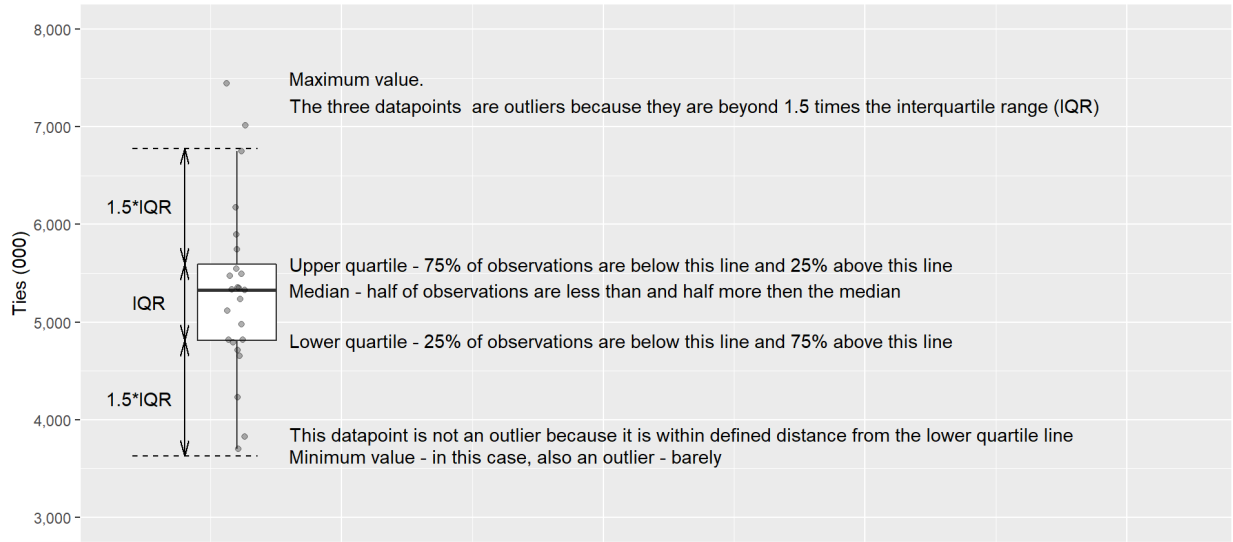 8,000
Maximum value.
The three datapoints  are outliers because they are beyond 1.5 times the interquartile range (IQR)
7,000
1.5*IQR
6,000
Ties (000)
Upper quartile - 75% of observations are below this line and 25% above this line
Median - half of observations are less than and half more then the median
IQR
5,000
Lower quartile - 25% of observations are below this line and 75% above this line
1.5*IQR
4,000
This datapoint is not an outlier because it is within defined distance from the lower quartile line
Minimum value - in this case, also an outlier - barely
3,000